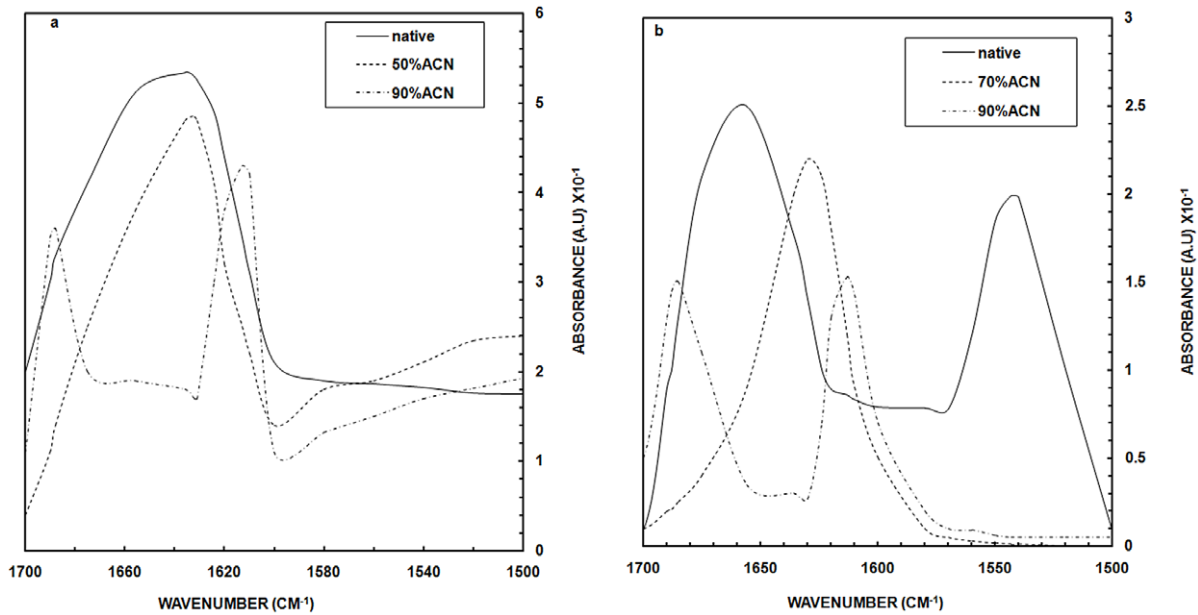 a
native
50%ACN
90%ACN
6
5
4
3
2
1
0
ABSORBANCE (A.U) X10-1
1700
1660
1620
1580
1540
1500
WAVENUMBER (CM-1)
b
native
70%ACN
90%ACN
3
2.5
2
1.5
1
0.5
0
ABSORBANCE (A.U) X10-1
1700
1650
1600
1550
1500
WAVENUMBER (CM-1)